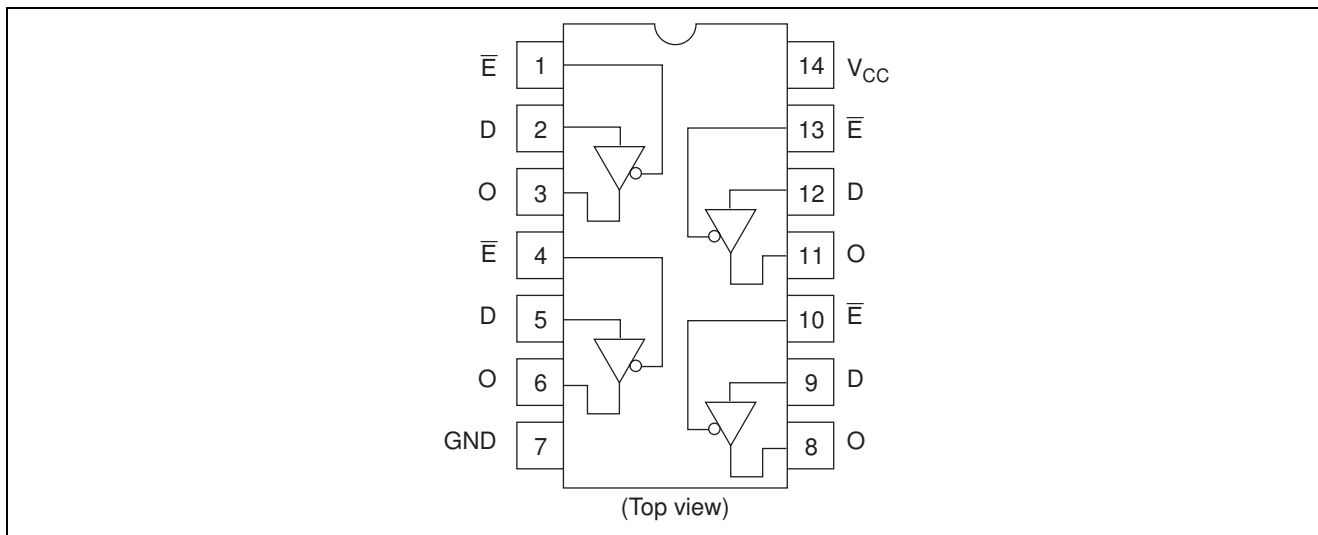 E̅ 1 14 VCC
D 2 13 E̅
O 3 12 D
E̅ 4 11 O
D 5 10 E̅
O 6 9 D
GND 7 8 O
(Top view)